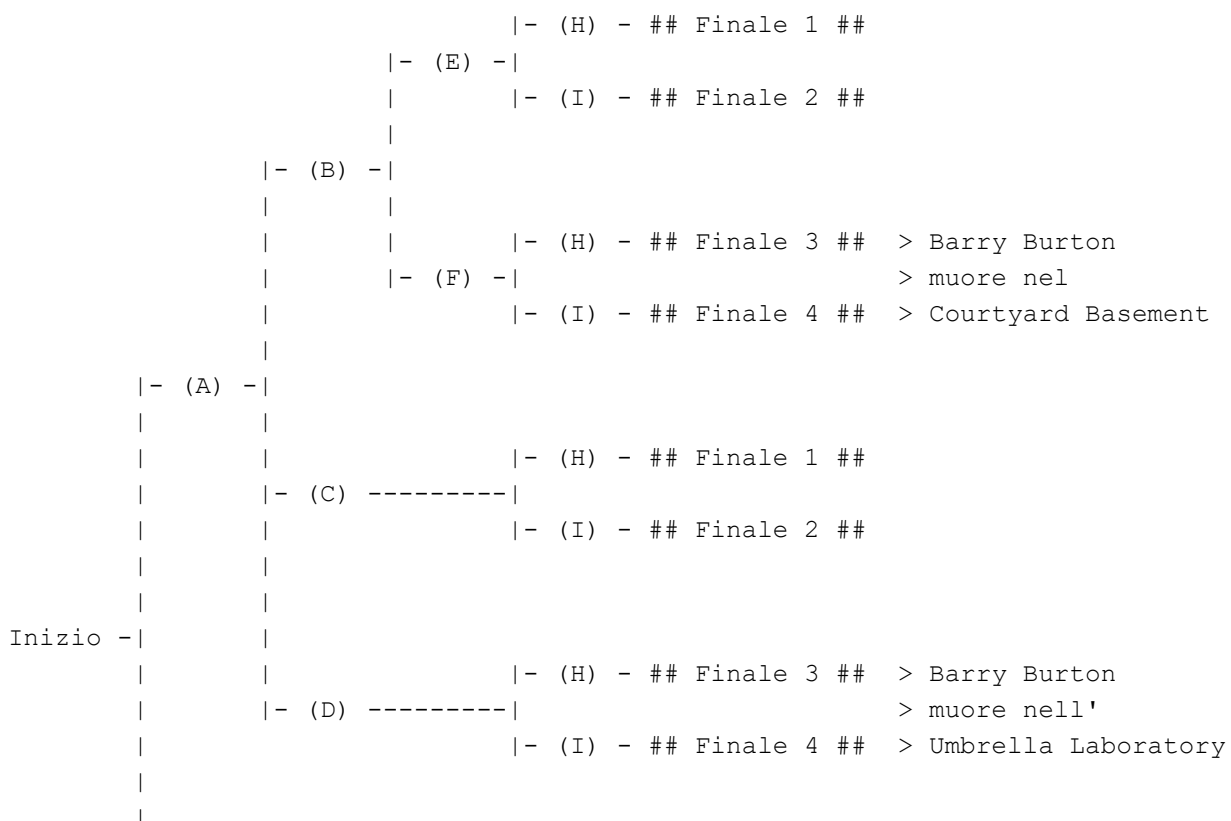 |- (H) - ## Finale 1 ##
                               |- (E) -|
                               |         |- (I) - ## Finale 2 ##
                               |
                     |- (B) -|
                     |         |
                     |         |         |- (H) - ## Finale 3 ##  > Barry Burton
                     |         |- (F) -|                              > muore nel
                     |                   |- (I) - ## Finale 4 ##  > Courtyard Basement
                     |
           |- (A) -|
           |         |
           |         |                   |- (H) - ## Finale 1 ##
           |         |- (C) ---------|
           |         |                   |- (I) - ## Finale 2 ##
           |         |
           |         |
Inizio -|         |
           |         |                   |- (H) - ## Finale 3 ##  > Barry Burton
           |         |- (D) ---------|                              > muore nell'
           |                             |- (I) - ## Finale 4 ##  > Umbrella Laboratory
           |
           |